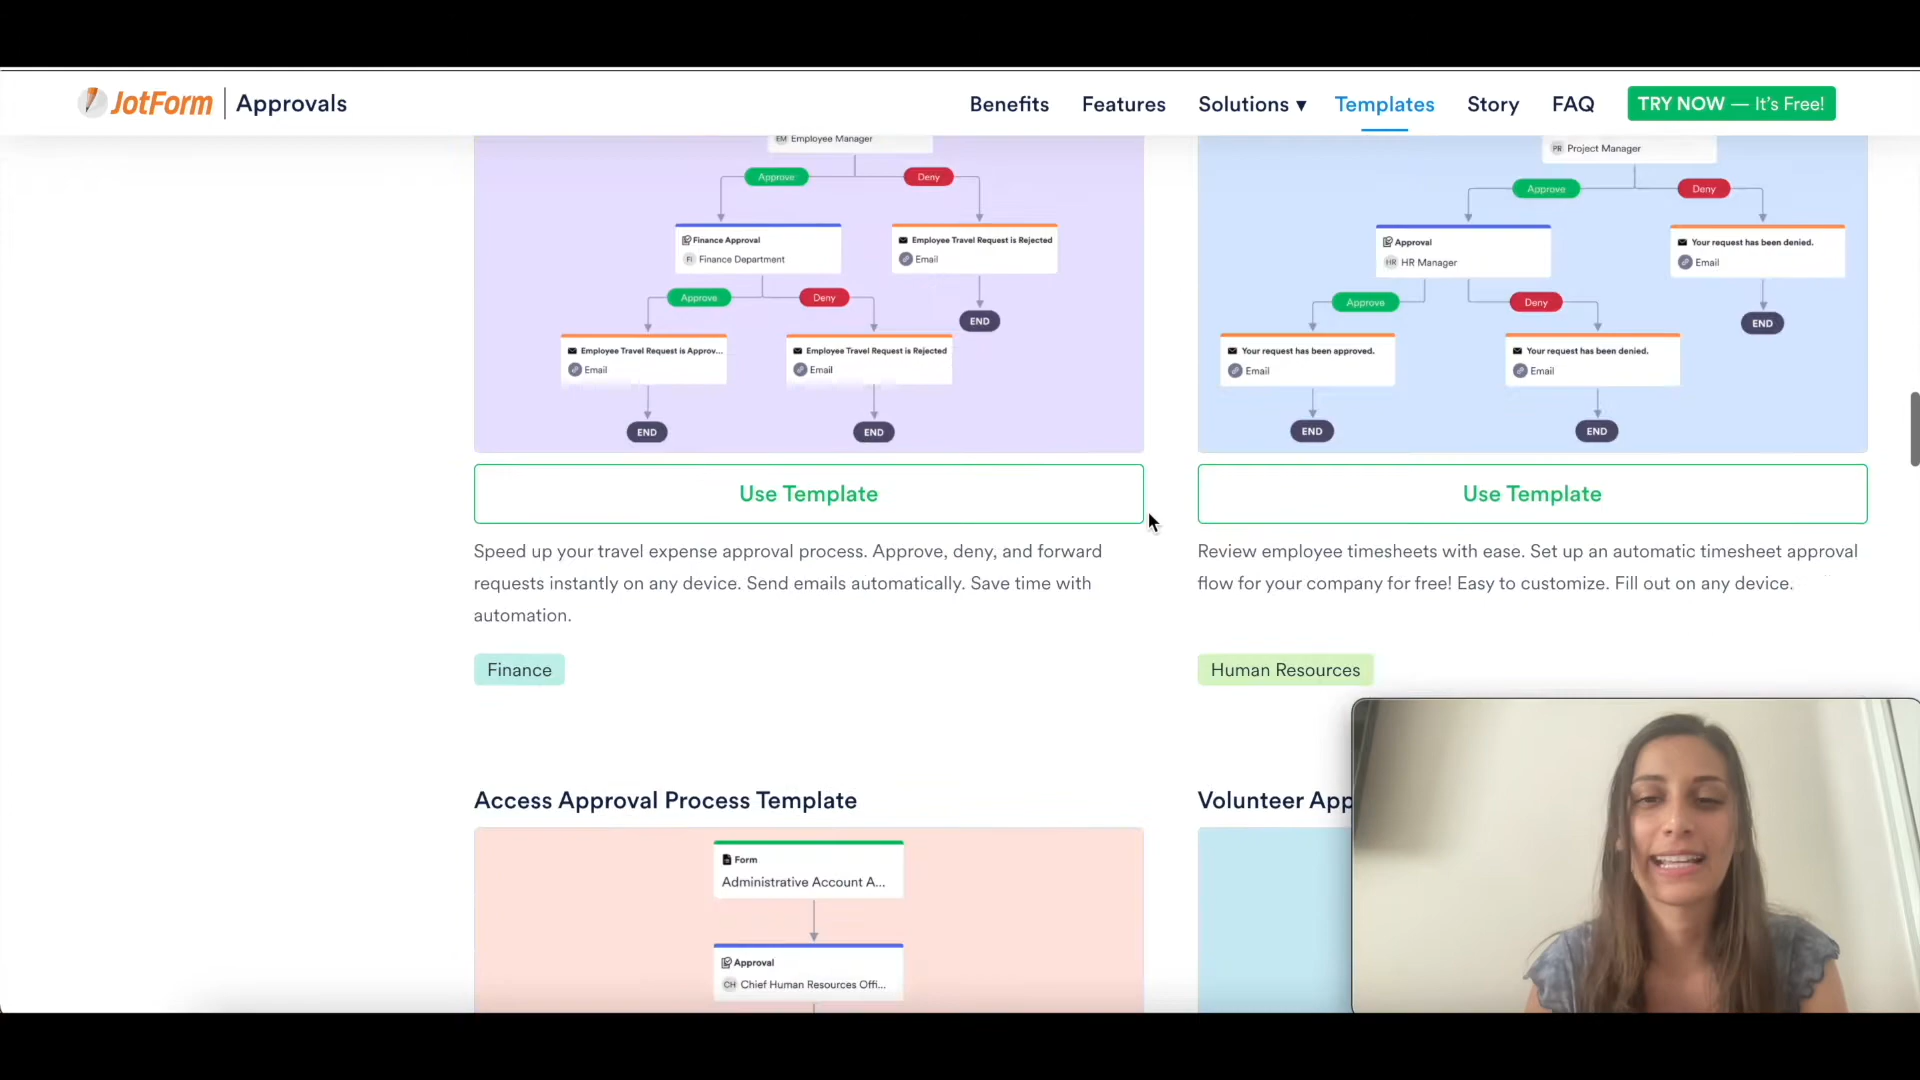 JotForm | Approvals
Benefits
Features
Solutions ▾
Templates
Story
FAQ
TRY NOW — It's Free!
EM Employee Manager
Approve
Deny
Finance Approval
FI Finance Department
Employee Travel Request is Rejected
Email
Approve
Deny
END
Employee Travel Request is Approv...
Email
Employee Travel Request is Rejected
Email
END
END
PR Project Manager
Approve
Deny
Approval
HR HR Manager
Your request has been denied.
Email
Approve
Deny
END
Your request has been approved.
Email
Your request has been denied.
Email
END
END
Use Template
Use Template
Speed up your travel expense approval process. Approve, deny, and forward
requests instantly on any device. Send emails automatically. Save time with
automation.
Review employee timesheets with ease. Set up an automatic timesheet approval
flow for your company for free! Easy to customize. Fill out on any device.
Finance
Human Resources
Access Approval Process Template
Volunteer App
Form
Administrative Account A...
Approval
CH Chief Human Resources Offi...